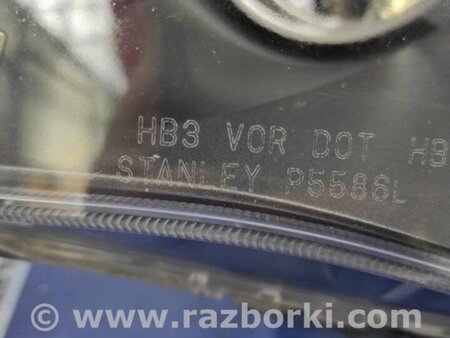 HB3 VOR DOT HB
STANLEY P5586L
www.razborki.com